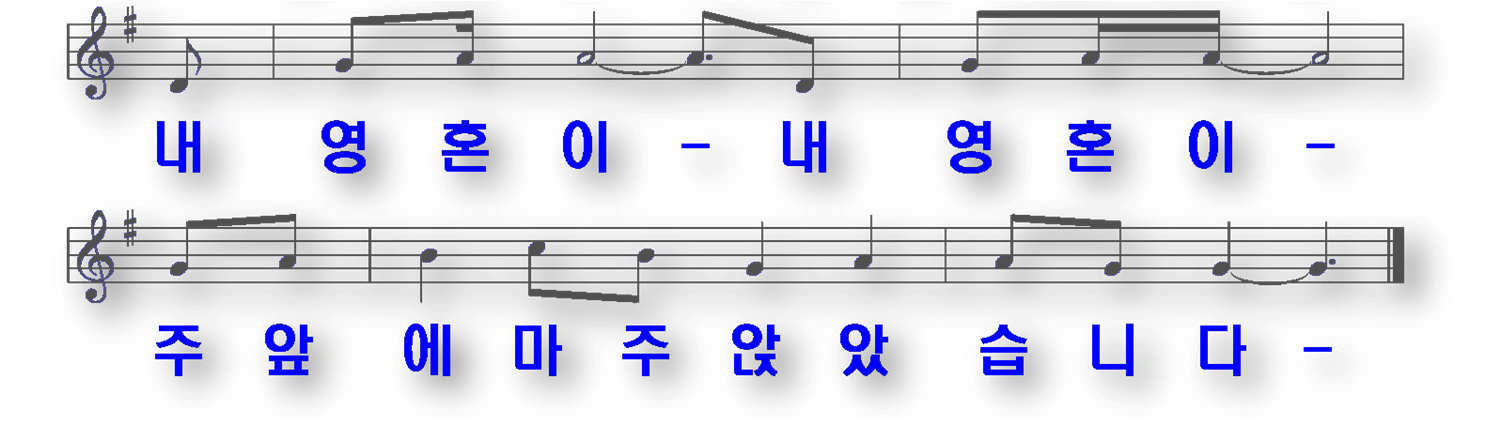 내 영 혼 이 - 내 영 혼 이 -
주 앞 에 마 주 앉 았 습 니 다 -